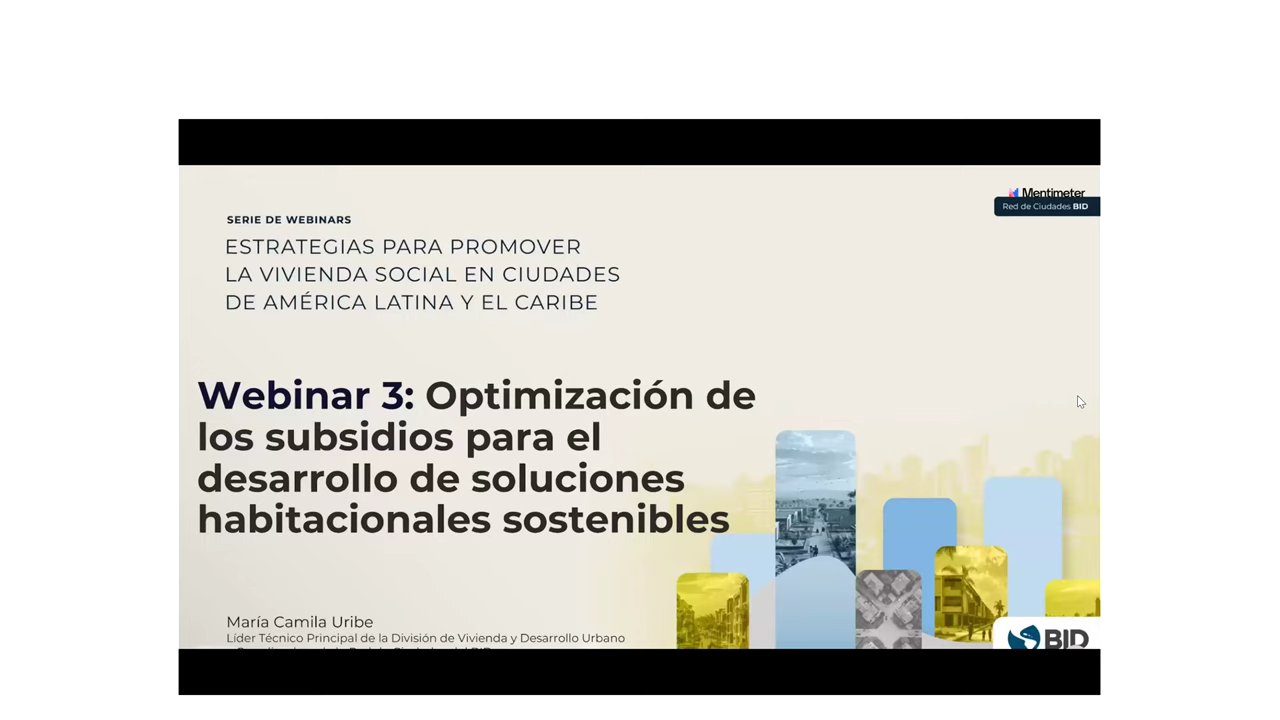 Mentimeter
Red de Ciudades BID
SERIE DE WEBINARS
ESTRATEGIAS PARA PROMOVER
LA VIVIENDA SOCIAL EN CIUDADES
DE AMÉRICA LATINA Y EL CARIBE
Webinar 3: Optimización de
los subsidios para el
desarrollo de soluciones
habitacionales sostenibles
María Camila Uribe
Líder Técnico Principal de la División de Vivienda y Desarrollo Urbano
BID